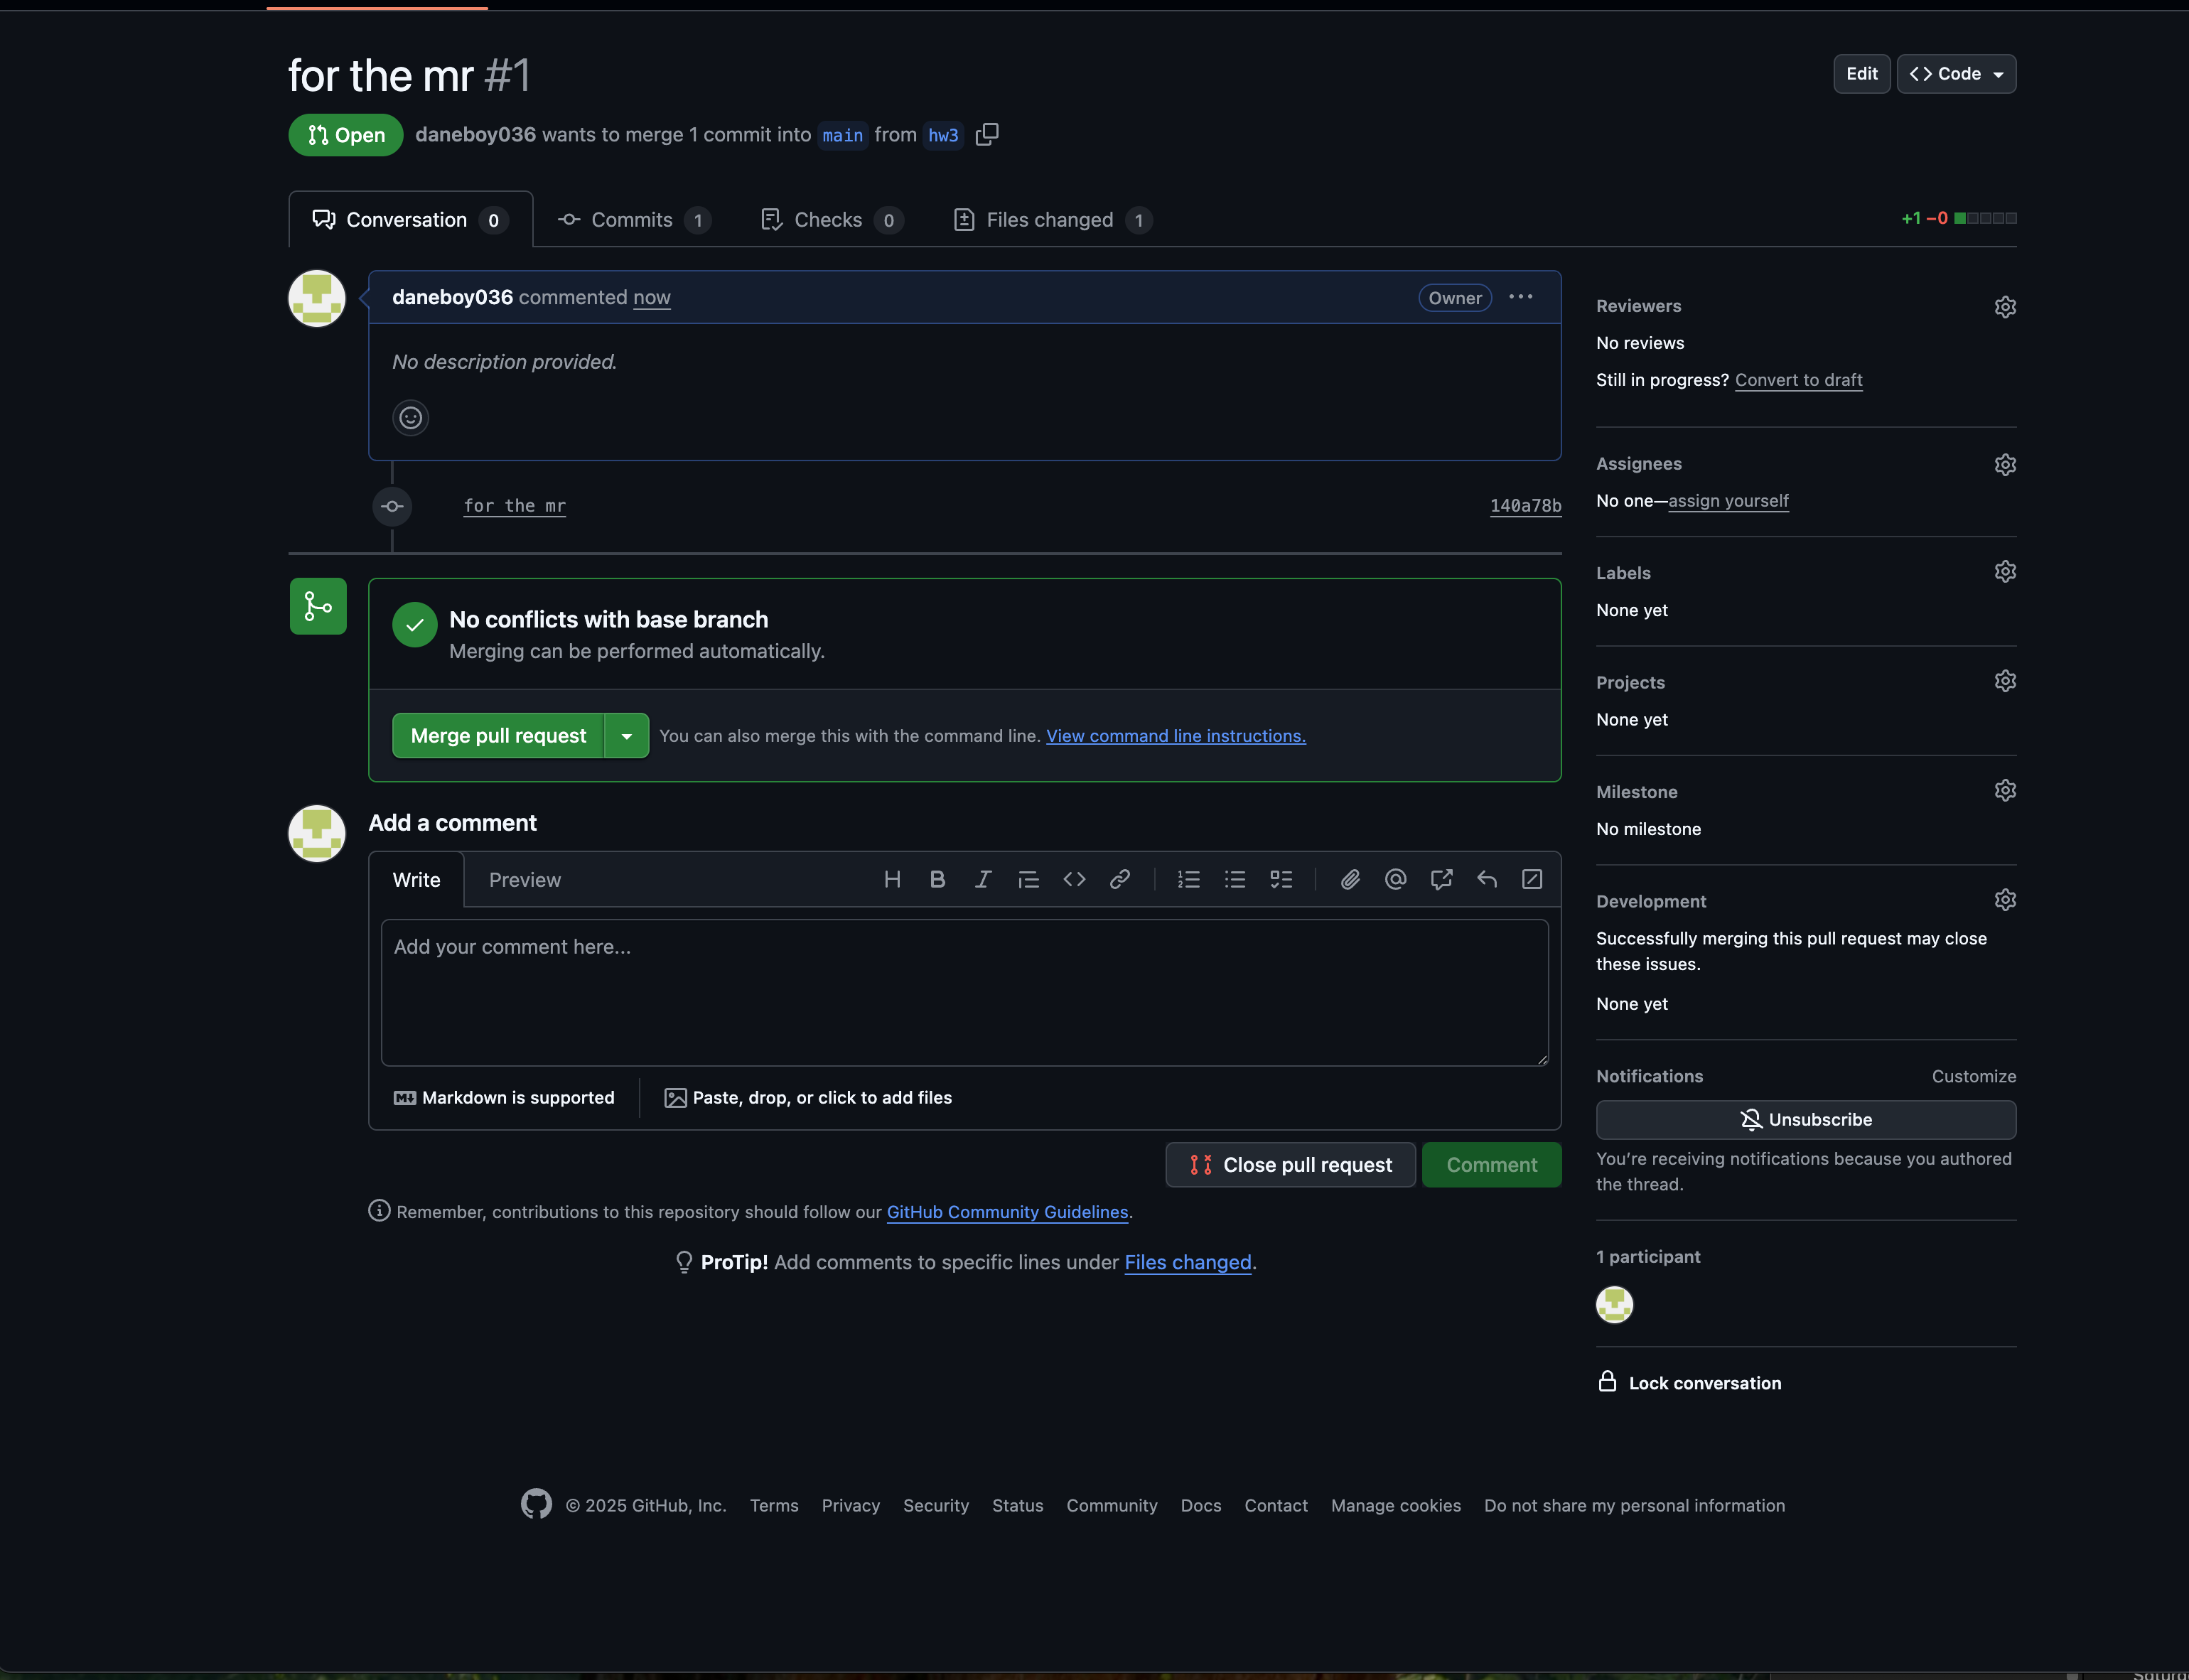 for the mr #1
Edit
Code
Open
daneboy036 wants to merge 1 commit into main from hw3
Conversation 0
Commits 1
Checks 0
Files changed 1
+1 −0
daneboy036 commented now
Owner
No description provided.
for the mr
140a78b
No conflicts with base branch
Merging can be performed automatically.
Merge pull request
You can also merge this with the command line. View command line instructions.
Add a comment
Write
Preview
Add your comment here...
Markdown is supported
Paste, drop, or click to add files
Close pull request
Comment
Remember, contributions to this repository should follow our GitHub Community Guidelines.
ProTip! Add comments to specific lines under Files changed.
Reviewers
No reviews
Still in progress? Convert to draft
Assignees
No one—assign yourself
Labels
None yet
Projects
None yet
Milestone
No milestone
Development
Successfully merging this pull request may close
these issues.
None yet
Notifications
Customize
Unsubscribe
You’re receiving notifications because you authored
the thread.
1 participant
Lock conversation
© 2025 GitHub, Inc.
Terms
Privacy
Security
Status
Community
Docs
Contact
Manage cookies
Do not share my personal information